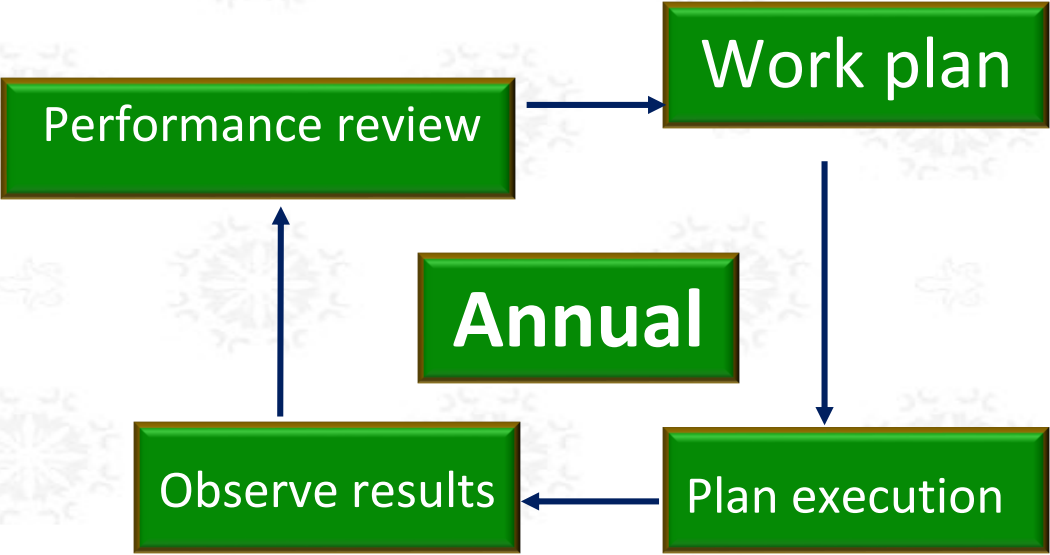 Work plan
Performance review
Annual
Observe results
Plan execution